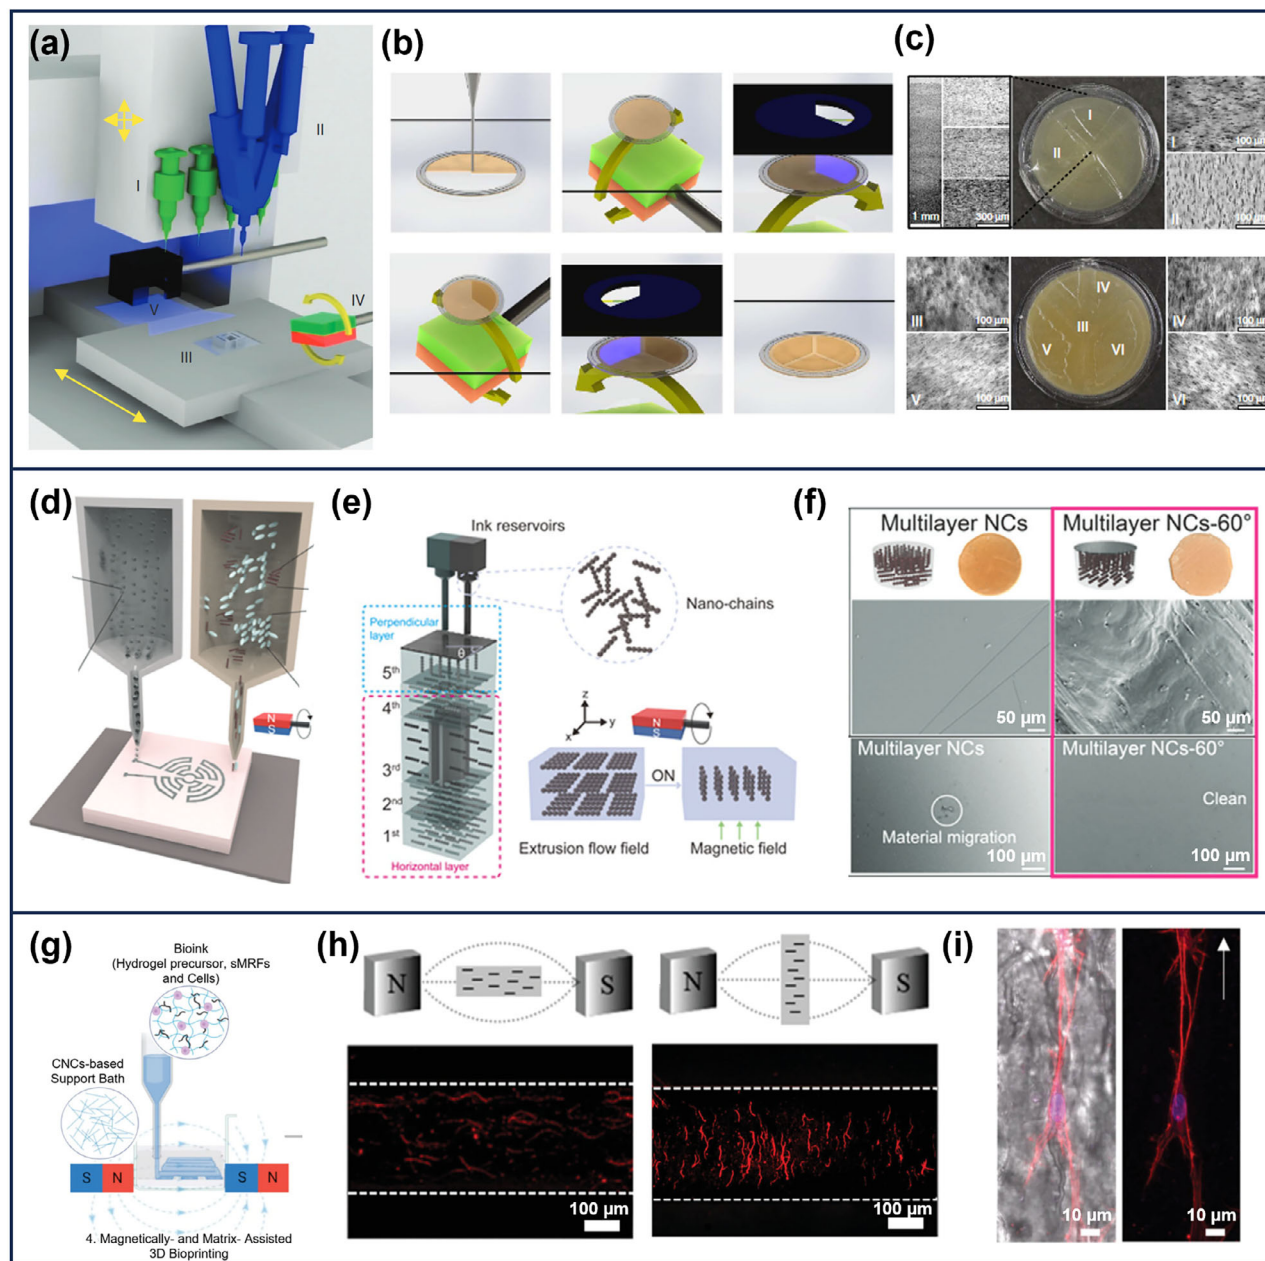 (a)
I
II
III
IV
V
(b)
(c)
1 mm
300 µm
I
II
I
100 µm
II
100 µm
III
100 µm
V
100 µm
IV
III
V
VI
IV
100 µm
VI
100 µm
(d)
N
S
(e)
Ink reservoirs
Nano-chains
Perpendicular
layer
θ
5th
4th
3rd
2nd
1st
Horizontal layer
z
y
x
N
S
ON
Extrusion flow field
Magnetic field
(f)
Multilayer NCs
Multilayer NCs-60°
50 µm
50 µm
Multilayer NCs
Multilayer NCs-60°
Material migration
Clean
100 µm
100 µm
(g)
Bioink
(Hydrogel precursor, sMRFs
and Cells)
CNCs-based
Support Bath
S N
S N
4. Magnetically- and Matrix- Assisted
3D Bioprinting
(h)
N
S
N
S
100 µm
100 µm
(i)
10 µm
10 µm